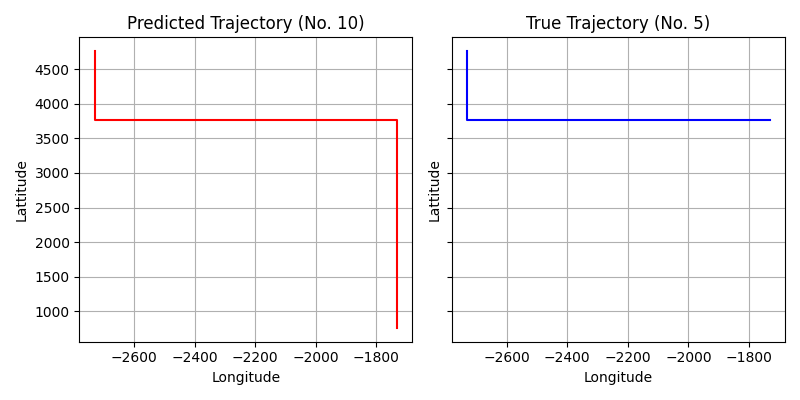 Predicted Trajectory (No. 10)
True Trajectory (No. 5)
Lattitude
4500
4000
3500
3000
2500
2000
1500
1000
−2600 −2400 −2200 −2000 −1800
Longitude
Lattitude
−2600 −2400 −2200 −2000 −1800
Longitude